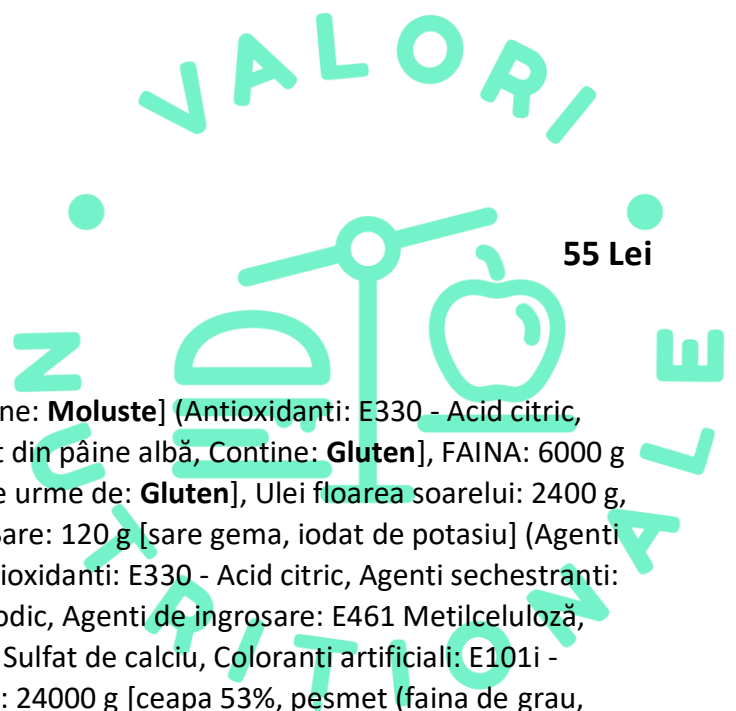 VALORI
NUTRITIONALE
55 Lei
ne: Moluste] (Antioxidanti: E330 - Acid citric,
t din pâine albă, Contine: Gluten], FAINA: 6000 g
e urme de: Gluten], Ulei floarea soarelui: 2400 g,
are: 120 g [sare gema, iodat de potasiu] (Agenti
ioxidanti: E330 - Acid citric, Agenti sechestranti:
odic, Agenti de ingrosare: E461 Metilceluloză,
Sulfat de calciu, Coloranti artificiali: E101i -
: 24000 g [ceapa 53%, pesmet (faina de grau,